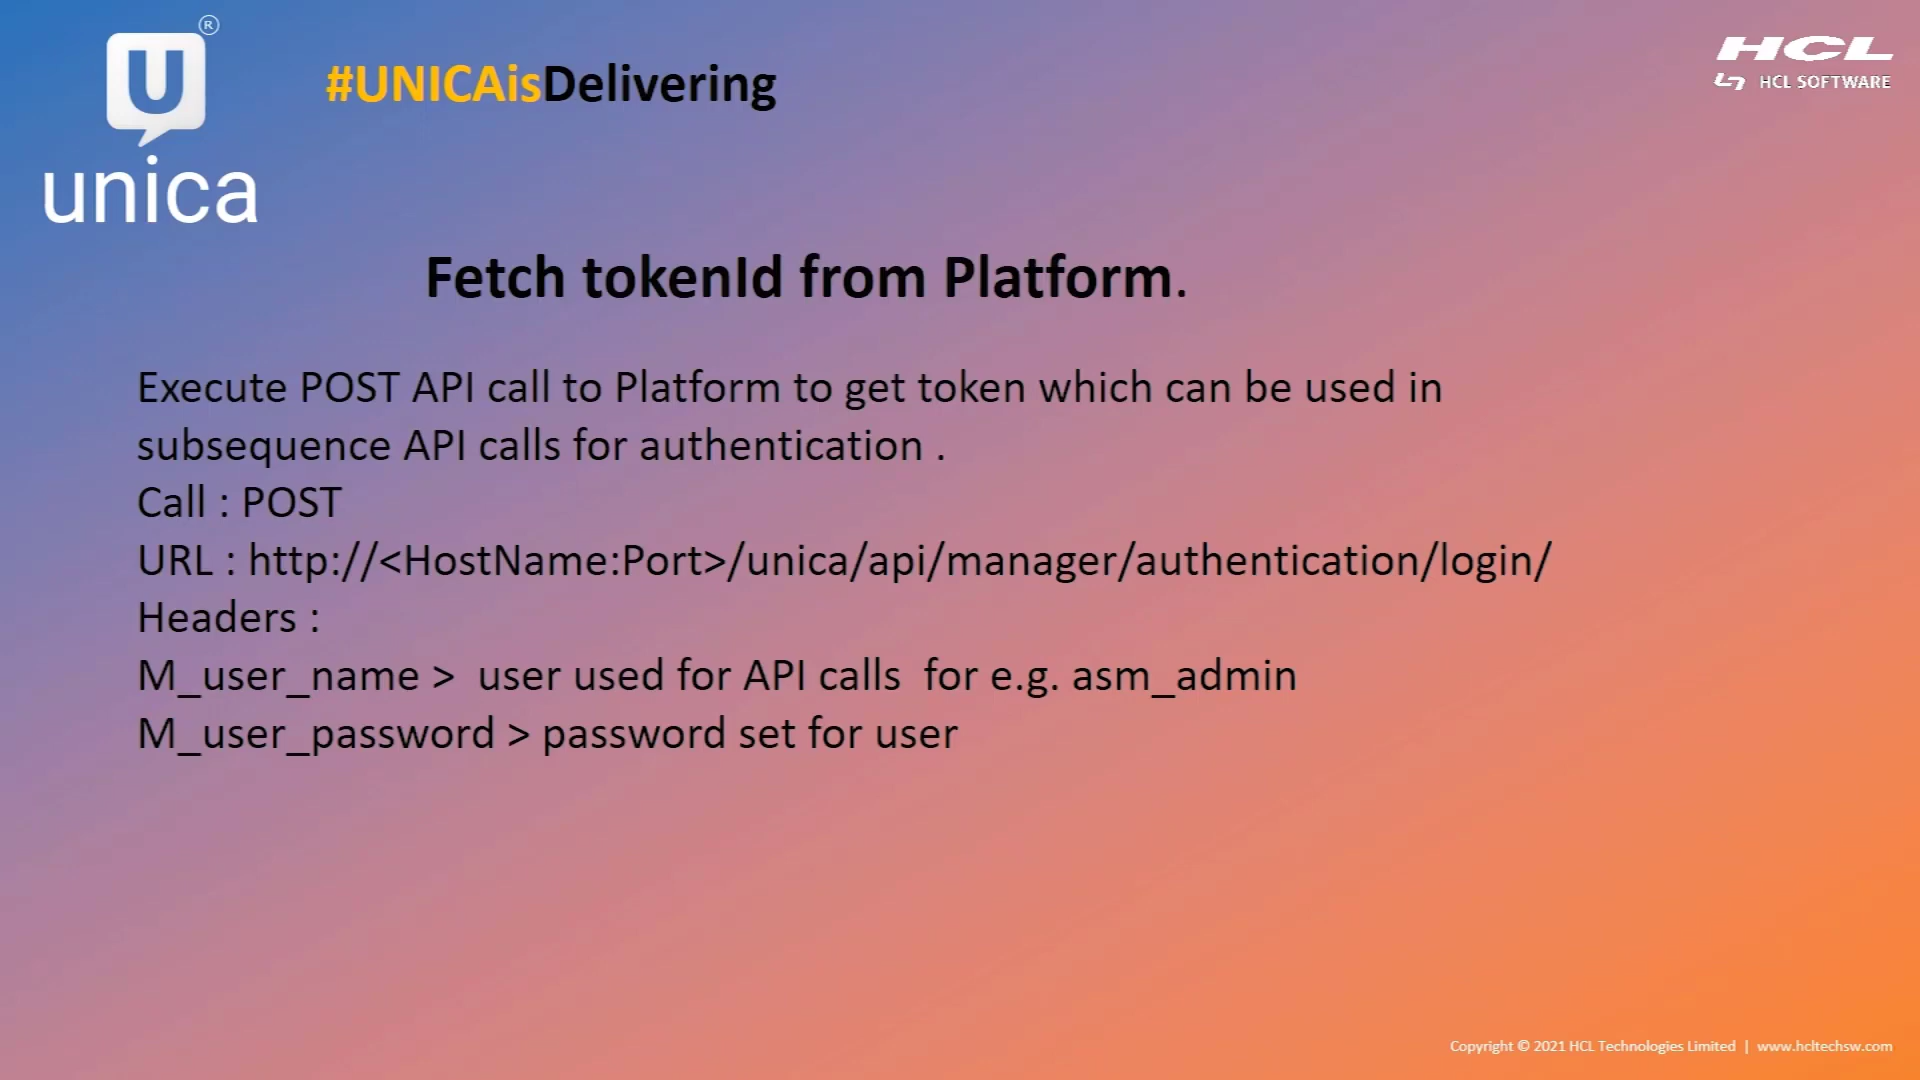 U ®
unica
#UNICAisDelivering
HCL
HCL SOFTWARE
Fetch tokenId from Platform.
Execute POST API call to Platform to get token which can be used in
subsequence API calls for authentication .
Call : POST
URL : http://<HostName:Port>/unica/api/manager/authentication/login/
Headers :
M_user_name >  user used for API calls  for e.g. asm_admin
M_user_password > password set for user
Copyright © 2021 HCL Technologies Limited | www.hcltechsw.com